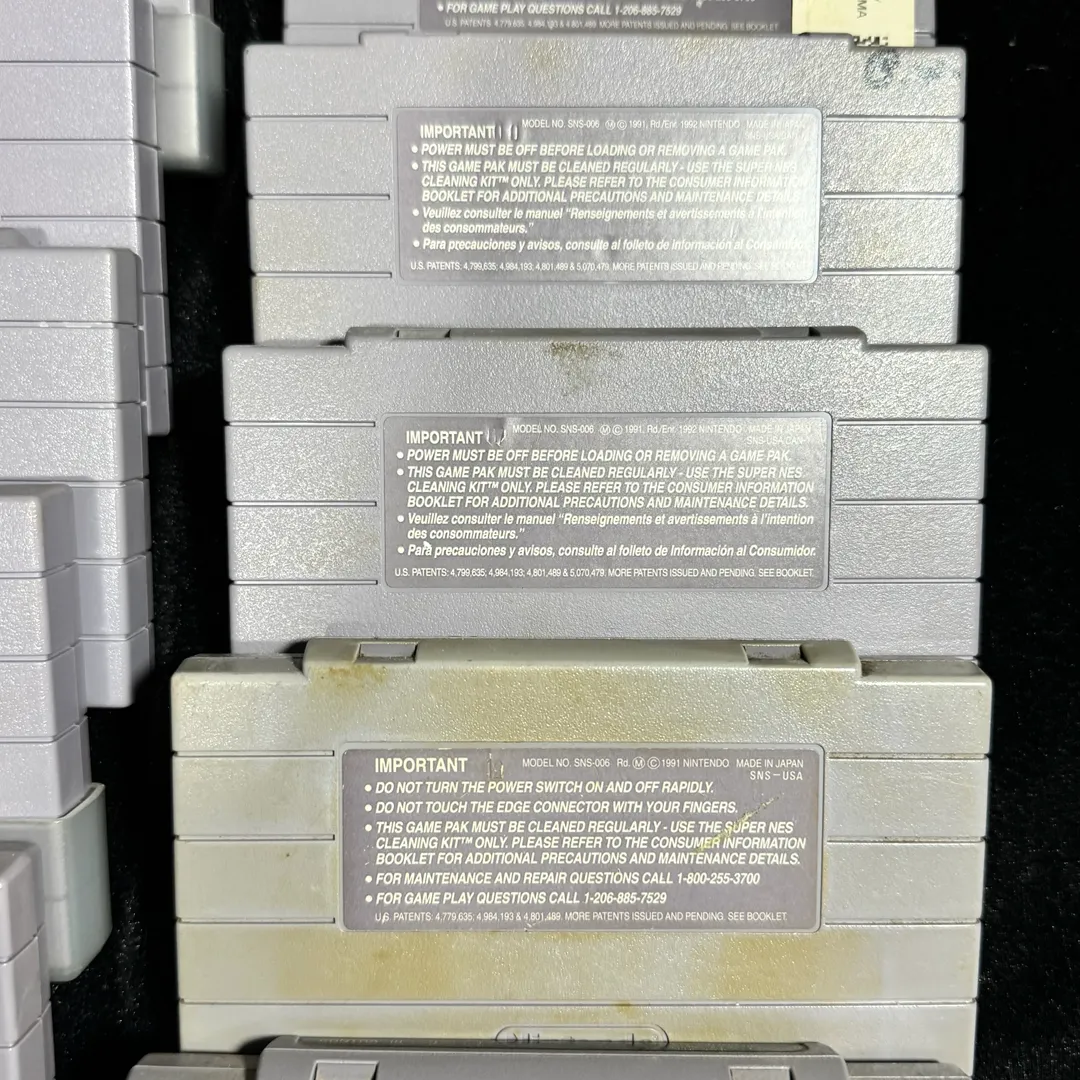 • FOR GAME PLAY QUESTIONS CALL 1-206-885-7529
U.S. PATENTS: 4,779,635, 4,984,193 & 4,801,489 MORE PATENTS ISSUED AND PENDING. SEE BOOKLET
IMPORTANT MODEL NO. SNS-006 Ⓜ © 1991, Rd./Enr. 1992 NINTENDO MADE IN JAPAN
• POWER MUST BE OFF BEFORE LOADING OR REMOVING A GAME PAK.
• THIS GAME PAK MUST BE CLEANED REGULARLY - USE THE SUPER NES
CLEANING KIT™ ONLY. PLEASE REFER TO THE CONSUMER INFORMATION
BOOKLET FOR ADDITIONAL PRECAUTIONS AND MAINTENANCE DETAILS
• Veuillez consulter le manuel "Renseignements et avertissements à l'intention
des consommateurs."
• Para precauciones y avisos, consulte al folleto de Información al Consumidor
U.S. PATENTS: 4,799,635; 4,984,193; 4,801,489 & 5,070,479. MORE PATENTS ISSUED AND PENDING. SEE BOOKLET
IMPORTANT MODEL NO. SNS-006 Ⓜ © 1991, Rd./Enr. 1992 NINTENDO MADE IN JAPAN
SNS-USA/CAN-1
• POWER MUST BE OFF BEFORE LOADING OR REMOVING A GAME PAK.
• THIS GAME PAK MUST BE CLEANED REGULARLY - USE THE SUPER NES
CLEANING KIT™ ONLY. PLEASE REFER TO THE CONSUMER INFORMATION
BOOKLET FOR ADDITIONAL PRECAUTIONS AND MAINTENANCE DETAILS.
• Veuillez consulter le manuel "Renseignements et avertissements à l'intention
des consommateurs."
• Para precauciones y avisos, consulte al folleto de Información al Consumidor.
U.S. PATENTS: 4,799,635; 4,984,193; 4,801,489 & 5,070,479. MORE PATENTS ISSUED AND PENDING. SEE BOOKLET.
IMPORTANT MODEL NO. SNS-006 Rd. Ⓜ © 1991 NINTENDO MADE IN JAPAN
SNS-USA
• DO NOT TURN THE POWER SWITCH ON AND OFF RAPIDLY.
• DO NOT TOUCH THE EDGE CONNECTOR WITH YOUR FINGERS.
• THIS GAME PAK MUST BE CLEANED REGULARLY - USE THE SUPER NES
CLEANING KIT™ ONLY. PLEASE REFER TO THE CONSUMER INFORMATION
BOOKLET FOR ADDITIONAL PRECAUTIONS AND MAINTENANCE DETAILS.
• FOR MAINTENANCE AND REPAIR QUESTIONS CALL 1-800-255-3700
• FOR GAME PLAY QUESTIONS CALL 1-206-885-7529
U.S. PATENTS: 4,779,635; 4,984,193 & 4,801,489. MORE PATENTS ISSUED AND PENDING. SEE BOOKLET.